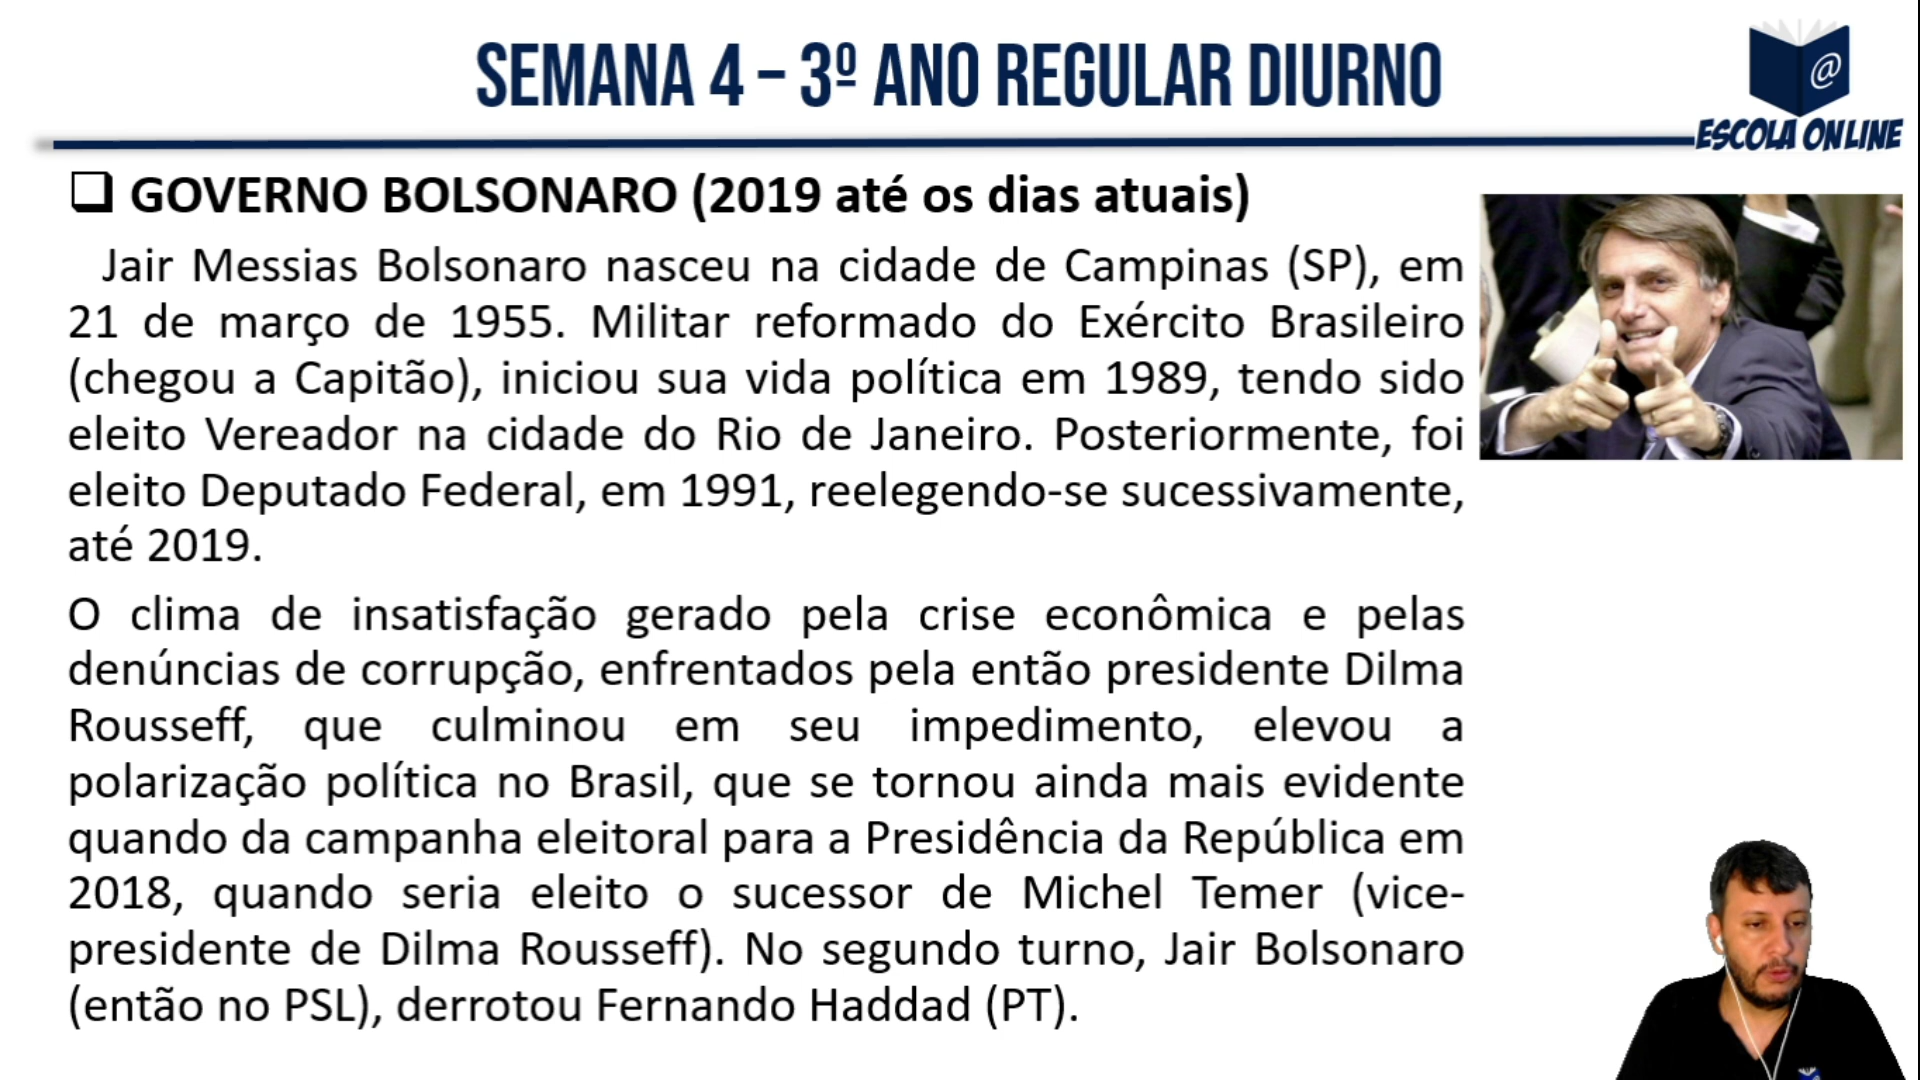 SEMANA 4 – 3º ANO REGULAR DIURNO
@
ESCOLA ONLINE
GOVERNO BOLSONARO (2019 até os dias atuais)
Jair Messias Bolsonaro nasceu na cidade de Campinas (SP), em
21 de março de 1955. Militar reformado do Exército Brasileiro
(chegou a Capitão), iniciou sua vida política em 1989, tendo sido
eleito Vereador na cidade do Rio de Janeiro. Posteriormente, foi
eleito Deputado Federal, em 1991, reelegendo-se sucessivamente,
até 2019.
O clima de insatisfação gerado pela crise econômica e pelas
denúncias de corrupção, enfrentados pela então presidente Dilma
Rousseff, que culminou em seu impedimento, elevou a
polarização política no Brasil, que se tornou ainda mais evidente
quando da campanha eleitoral para a Presidência da República em
2018, quando seria eleito o sucessor de Michel Temer (vice-
presidente de Dilma Rousseff). No segundo turno, Jair Bolsonaro
(então no PSL), derrotou Fernando Haddad (PT).